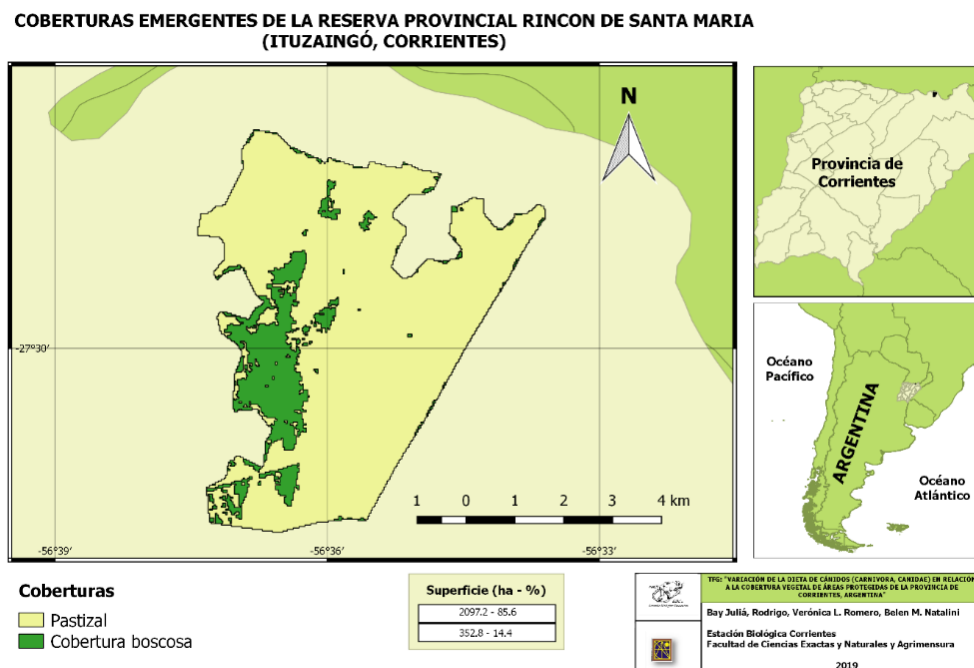 COBERTURAS EMERGENTES DE LA RESERVA PROVINCIAL RINCON DE SANTA MARIA
(ITUZAINGÓ, CORRIENTES)
N
Provincia de
Corrientes
-27°30'
-27°30'
Océano
Pacífico
ARGENTINA
Océano
Atlántico
1 0 1 2 3 4 km
-56°39'
-56°36'
-56°33'
Coberturas
Pastizal
Cobertura boscosa
Superficie (ha - %)
2097.2 - 85.6
352.8 - 14.4
TFG: "VARIACIÓN DE LA DIETA DE CÁNIDOS (CARNIVORA, CANIDAE) EN RELACIÓN
A LA COBERTURA VEGETAL DE ÁREAS PROTEGIDAS DE LA PROVINCIA DE
CORRIENTES, ARGENTINA"
Bay Juliá, Rodrigo, Verónica L. Romero, Belen M. Natalini
Estación Biológica Corrientes
Facultad de Ciencias Exactas y Naturales y Agrimensura
2019